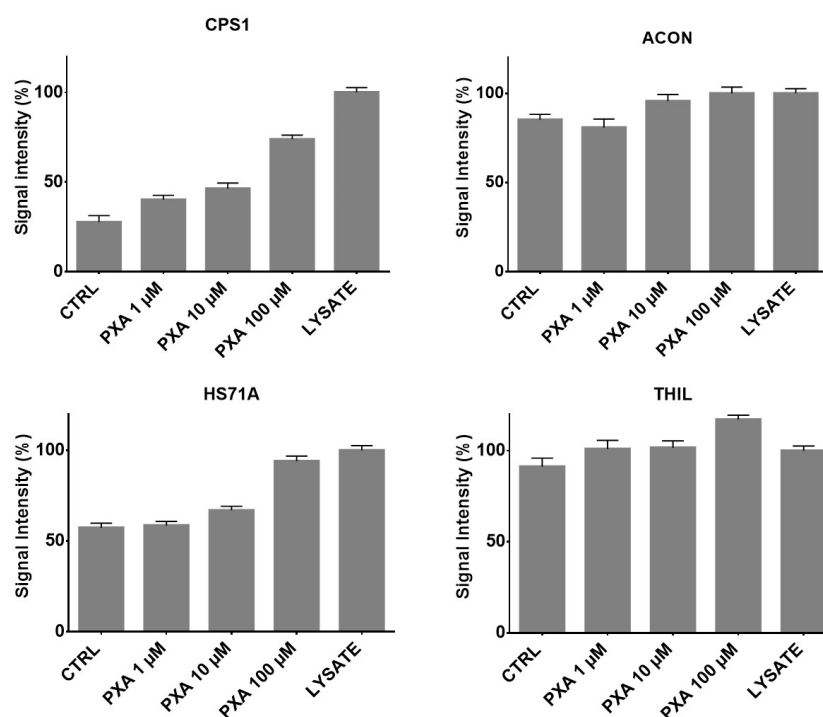 CPS1
Signal intensity (%)
100
50
0
CTRL
PXA 1 µM
PXA 10 µM
PXA 100 µM
LYSATE
ACON
Signal intensity (%)
100
50
0
CTRL
PXA 1 µM
PXA 10 µM
PXA 100 µM
LYSATE
HS71A
Signal Intensity (%)
100
50
0
CTRL
PXA 1 µM
PXA 10 µM
PXA 100 µM
LYSATE
THIL
Signal Intensity (%)
100
50
0
CTRL
PXA 1 µM
PXA 10 µM
PXA 100 µM
LYSATE